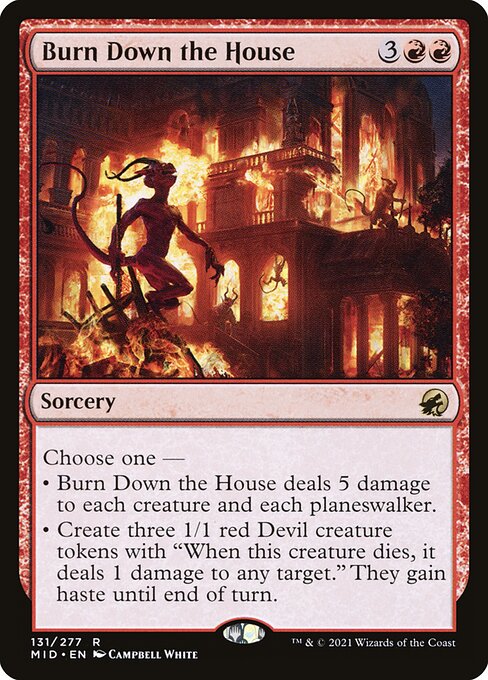 Burn Down the House 3
Sorcery
Choose one —
• Burn Down the House deals 5 damage
to each creature and each planeswalker.
• Create three 1/1 red Devil creature
tokens with “When this creature dies, it
deals 1 damage to any target.” They gain
haste until end of turn.
131/277 R
MID • EN Campbell White
™ & © 2021 Wizards of the Coast